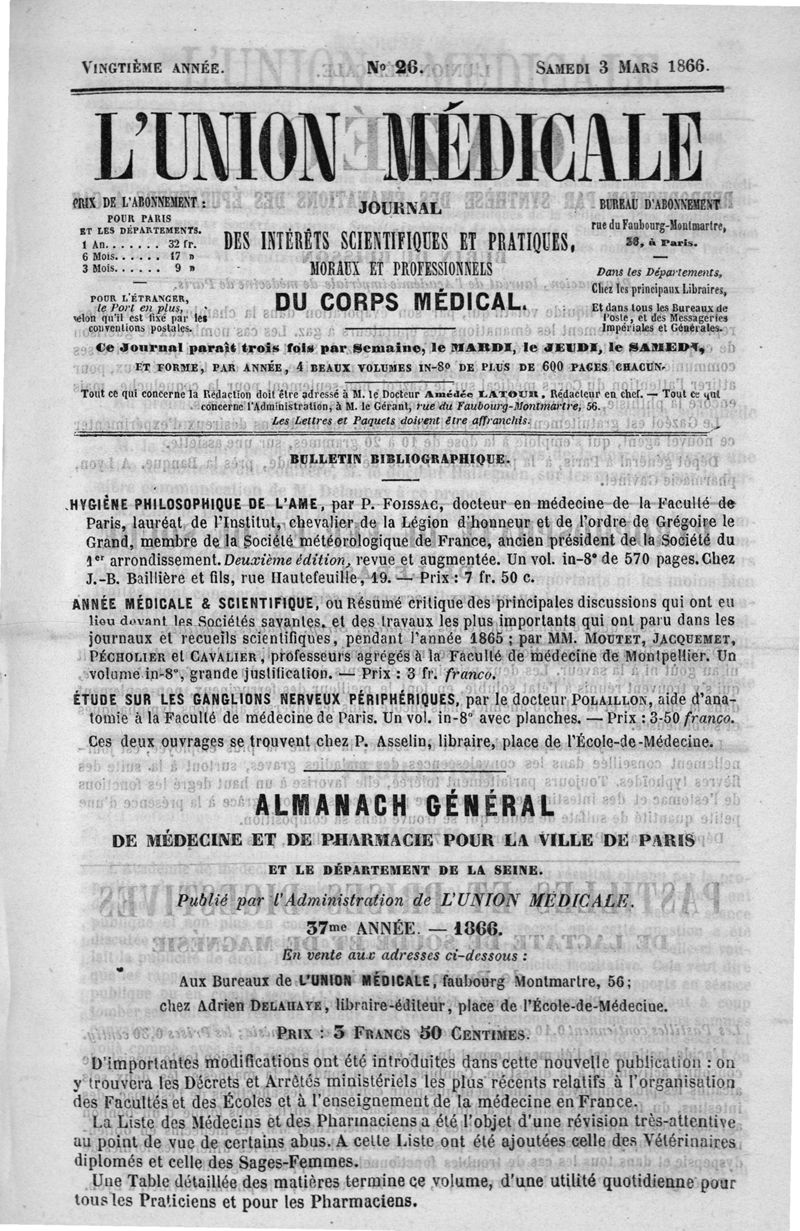 VINGTIÈME ANNÉE. No 26. SAMEDI 3 MARS 1866.
L'UNION MÉDICALE
PRIX DE L'ABONNEMENT :
POUR PARIS
ET LES DÉPARTEMENTS.
1 An....... 32 fr.
6 Mois...... 17 »
3 Mois...... 9 »
POUR L'ÉTRANGER,
le Port en plus,
selon qu'il est fixé par les
conventions postales.
JOURNAL
DES INTÉRÊTS SCIENTIFIQUES ET PRATIQUES,
MORAUX ET PROFESSIONNELS
DU CORPS MÉDICAL.
BUREAU D'ABONNEMENT
rue du Faubourg-Montmartre,
56, à Paris.
Dans les Départements,
Chez les principaux Libraires,
Et dans tous les Bureaux de
Poste, et des Messageries
Impériales et Générales.
Ce Journal paraît trois fois par Semaine, le MARDI, le JEUDI, le SAMEDI,
ET FORME, PAR ANNÉE, 4 BEAUX VOLUMES IN-8o DE PLUS DE 600 PAGES CHACUN.
Tout ce qui concerne la Rédaction doit être adressé à M. le Docteur Amédée LATOUR, Rédacteur en chef. — Tout ce qui
concerne l'Administration, à M. le Gérant, rue du Faubourg-Montmartre, 56.
Les Lettres et Paquets doivent être affranchis.
BULLETIN BIBLIOGRAPHIQUE.
HYGIÈNE PHILOSOPHIQUE DE L'AME, par P. FOISSAC, docteur en médecine de la Faculté de
Paris, lauréat de l'Institut, chevalier de la Légion d'honneur et de l'ordre de Grégoire le
Grand, membre de la Société météorologique de France, ancien président de la Société du
1er arrondissement. Deuxième édition, revue et augmentée. Un vol. in-8° de 570 pages. Chez
J.-B. Baillière et fils, rue Hautefeuille, 19. — Prix : 7 fr. 50 c.
ANNÉE MÉDICALE & SCIENTIFIQUE, ou Résumé critique des principales discussions qui ont eu
lieu devant les Sociétés savantes, et des travaux les plus importants qui ont paru dans les
journaux et recueils scientifiques, pendant l'année 1865 ; par MM. MOUTET, JACQUEMET,
PÉCHOLIER et CAVALIER, professeurs agrégés à la Faculté de médecine de Montpellier. Un
volume in-8°, grande justification. — Prix : 3 fr. franco.
ÉTUDE SUR LES GANGLIONS NERVEUX PÉRIPHÉRIQUES, par le docteur POLAILLON, aide d'ana-
tomie à la Faculté de médecine de Paris. Un vol. in-8° avec planches. — Prix : 3-50 franco.
Ces deux ouvrages se trouvent chez P. Asselin, libraire, place de l'École-de-Médecine.
ALMANACH GÉNÉRAL
DE MÉDECINE ET DE PHARMACIE POUR LA VILLE DE PARIS
ET LE DÉPARTEMENT DE LA SEINE.
Publié par l'Administration de L'UNION MÉDICALE.
37me ANNÉE. — 1866.
En vente aux adresses ci-dessous :
Aux Bureaux de L'UNION MÉDICALE, faubourg Montmartre, 56 ;
chez Adrien DELAHAYE, libraire-éditeur, place de l'École-de-Médecine.
PRIX : 3 FRANCS 50 CENTIMES.
D'importantes modifications ont été introduites dans cette nouvelle publication : on
y trouvera les Décrets et Arrêtés ministériels les plus récents relatifs à l'organisation
des Facultés et des Écoles et à l'enseignement de la médecine en France.
La Liste des Médecins et des Pharmaciens a été l'objet d'une révision très-attentive
au point de vue de certains abus. A cette Liste ont été ajoutées celle des Vétérinaires
diplomés et celle des Sages-Femmes.
Une Table détaillée des matières termine ce volume, d'une utilité quotidienne pour
tous les Praticiens et pour les Pharmaciens.